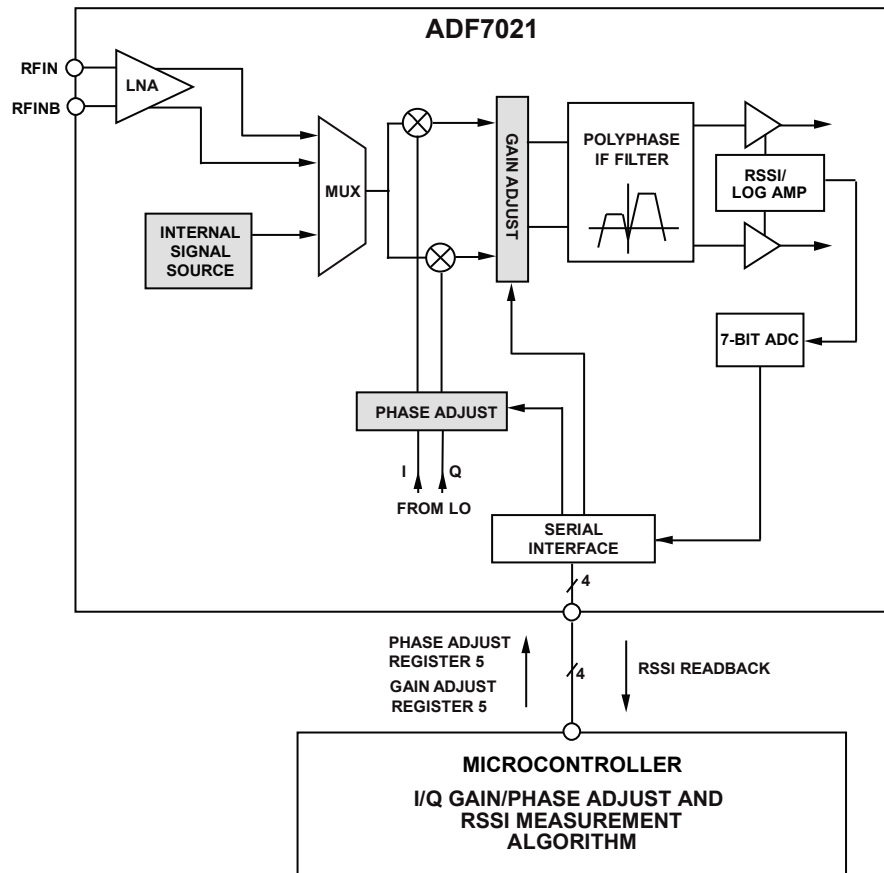 ADF7021
RFIN
RFINB
LNA
MUX
INTERNAL
SIGNAL
SOURCE
GAIN ADJUST
POLYPHASE
IF FILTER
RSSI/
LOG AMP
7-BIT ADC
PHASE ADJUST
I
Q
FROM LO
SERIAL
INTERFACE
4
PHASE ADJUST
REGISTER 5
GAIN ADJUST
REGISTER 5
4
RSSI READBACK
MICROCONTROLLER
I/Q GAIN/PHASE ADJUST AND
RSSI MEASUREMENT
ALGORITHM